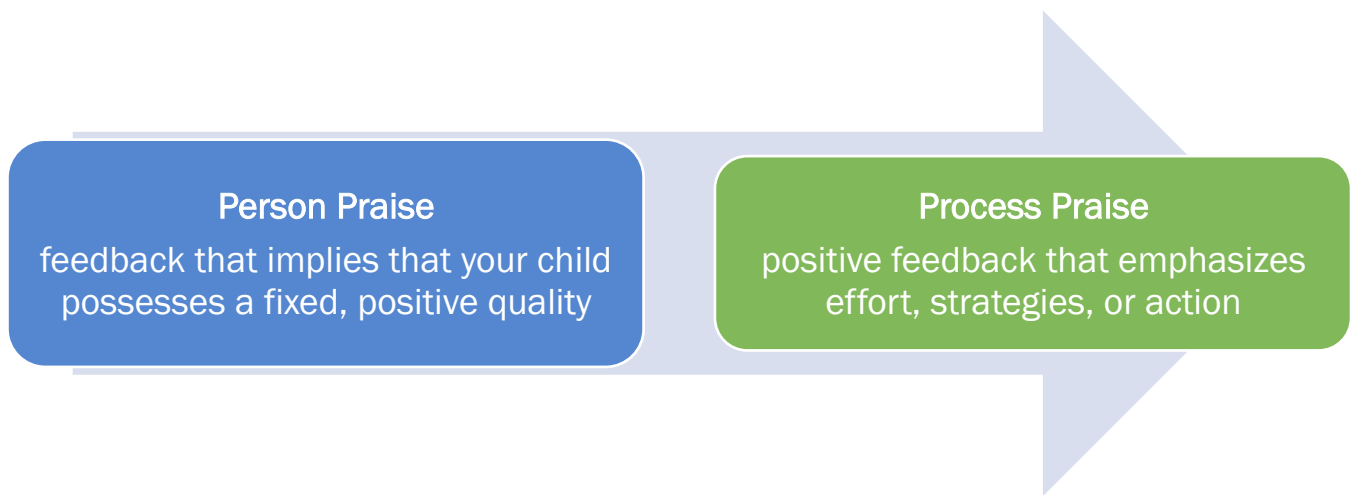 Person Praise
feedback that implies that your child
possesses a fixed, positive quality
Process Praise
positive feedback that emphasizes
effort, strategies, or action